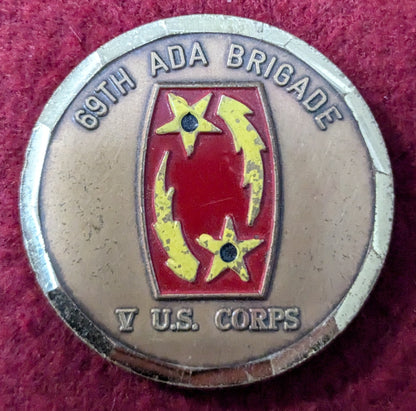 69TH ADA BRIGADE
V U.S. CORPS